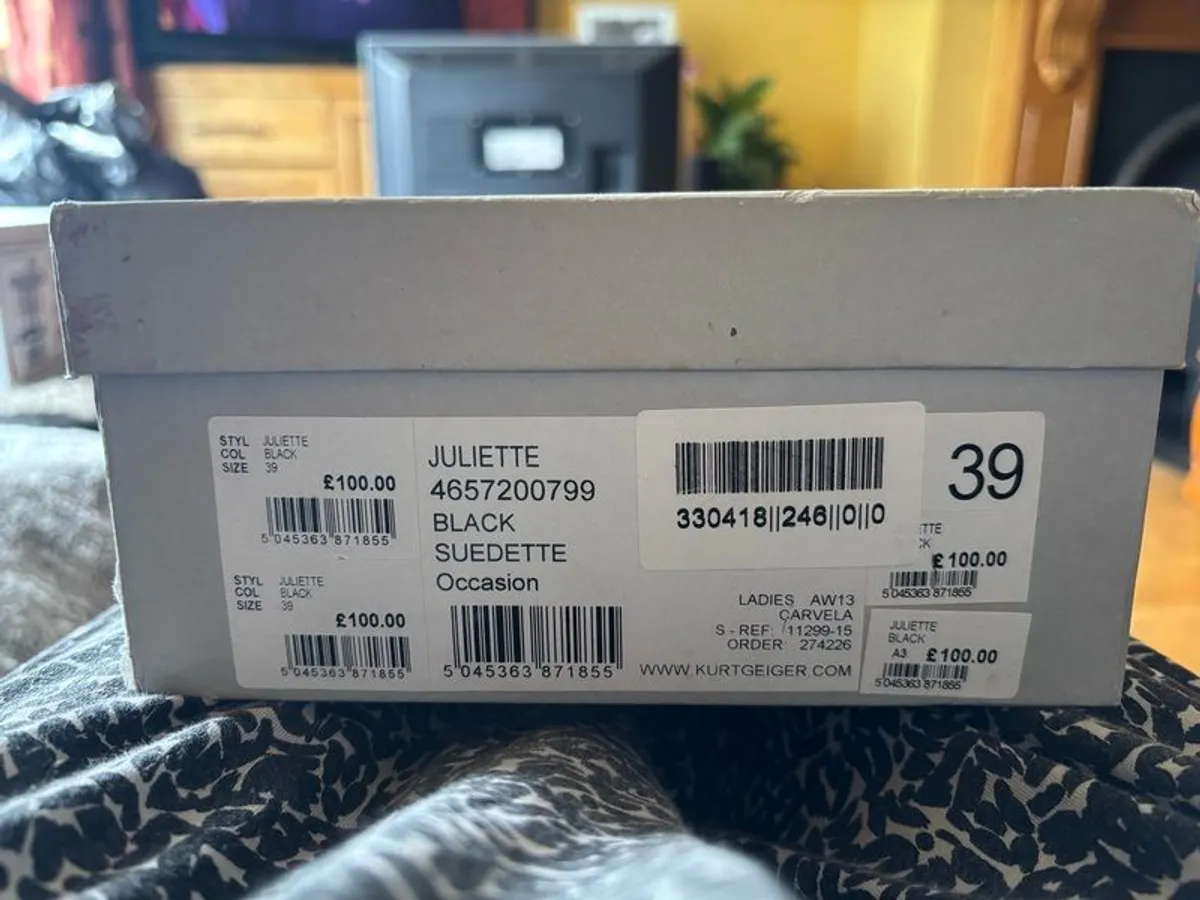 STYL JULIETTE
COL BLACK
SIZE 39
£100.00
5 045363 871855
STYL JULIETTE
COL BLACK
SIZE 39
£100.00
5 045363 871855
JULIETTE
4657200799
BLACK
SUEDETTE
Occasion
5 045363 871855
330418||246||0||0
39
ETTE
CK
£100.00
5 045363 871855
LADIES AW13
CARVELA
S - REF: 11299-15
ORDER 274226
WWW.KURTGEIGER.COM
JULIETTE
BLACK
A3 £100.00
5 045363 871855